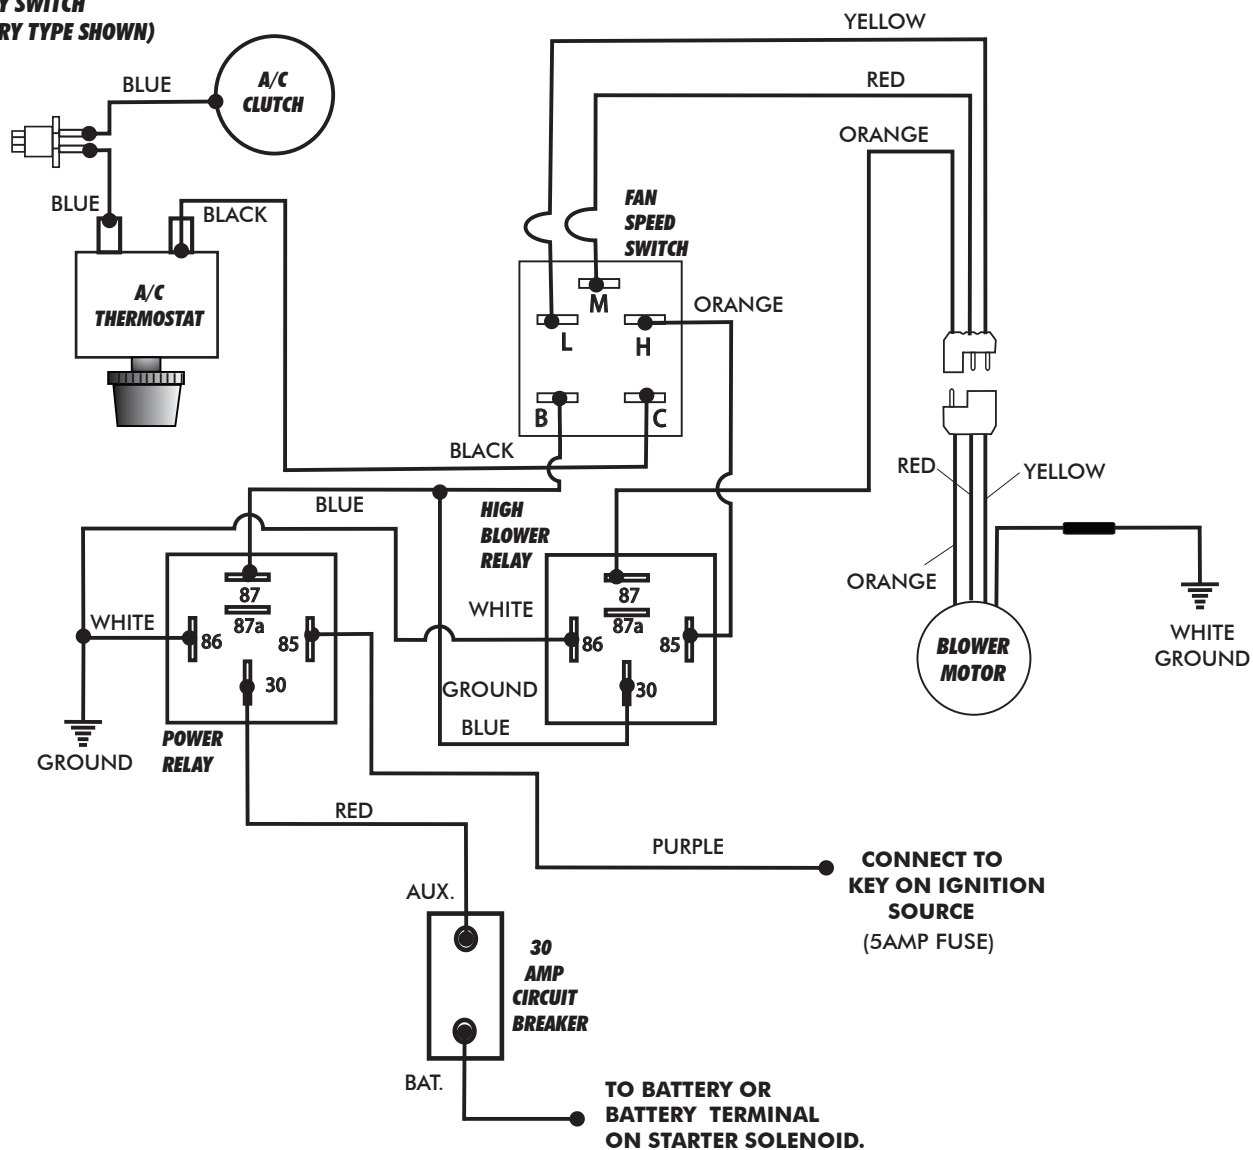 Y SWITCH
RY TYPE SHOWN)
YELLOW
BLUE
A/C
CLUTCH
RED
ORANGE
BLUE
BLACK
FAN
SPEED
SWITCH
A/C
THERMOSTAT
M
ORANGE
L
H
B
C
BLACK
RED
YELLOW
BLUE
HIGH
BLOWER
RELAY
ORANGE
87
87a
86
85
30
WHITE
WHITE
87
87a
86
85
30
BLOWER
MOTOR
WHITE
GROUND
GROUND
BLUE
GROUND
POWER
RELAY
RED
PURPLE
CONNECT TO
KEY ON IGNITION
SOURCE
(5AMP FUSE)
AUX.
30
AMP
CIRCUIT
BREAKER
BAT.
TO BATTERY OR
BATTERY TERMINAL
ON STARTER SOLENOID.